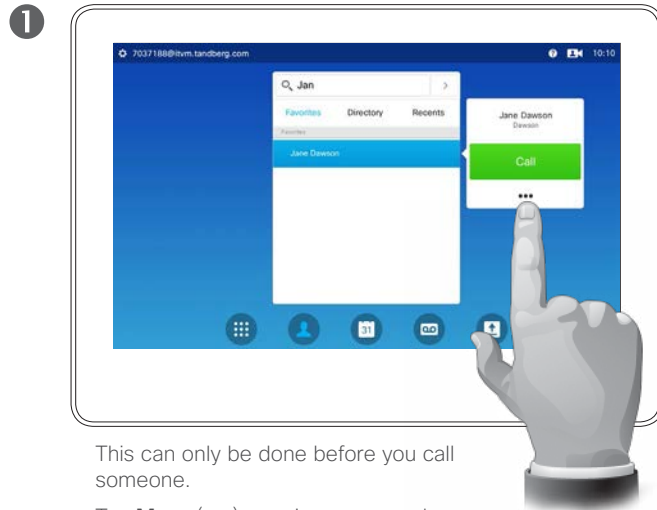 1
7037188@itvm.tandberg.com
? 10:10
Jan >
Favorites Directory Recents
Favorites
Jane Dawson
Jane Dawson
Dawson
Call
•••
31
This can only be done before you call
someone.